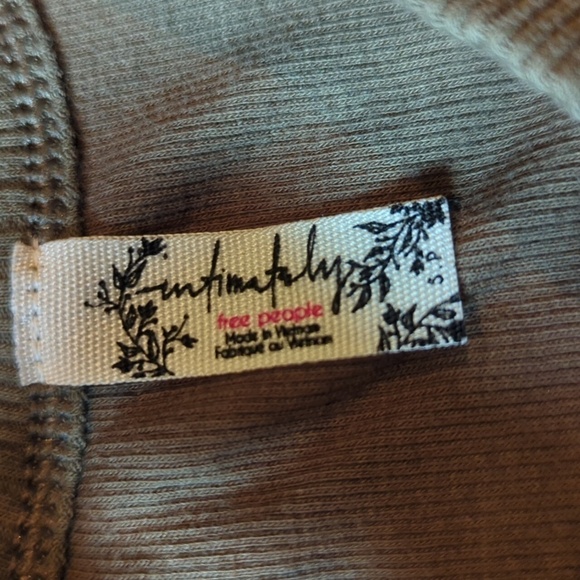 intimately
free people
Made in Vietnam
Fabriqué au Vietnam
S.P